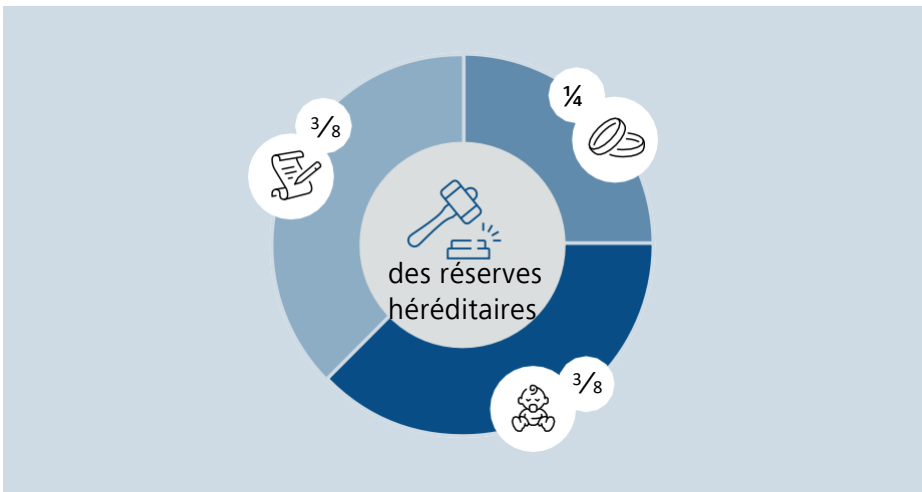 ¼
³⁄₈
des réserves
héréditaires
³⁄₈